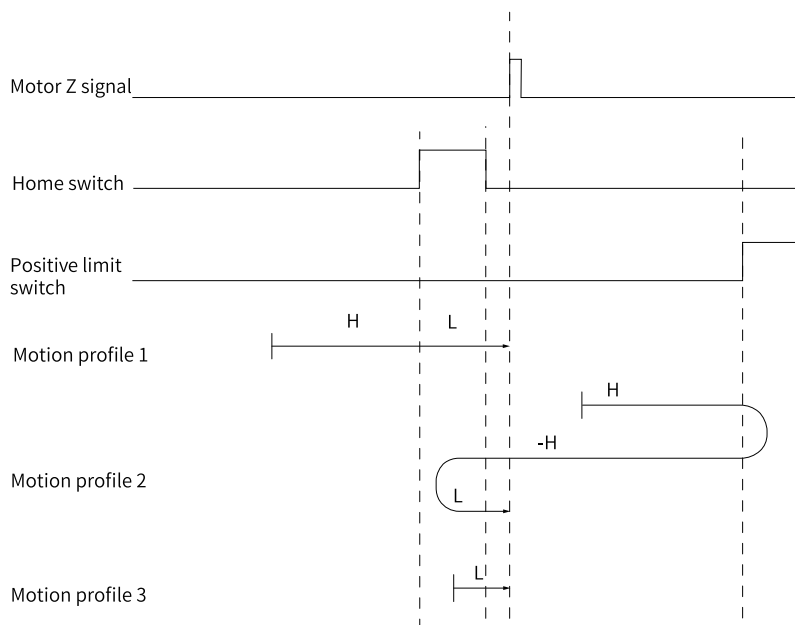 Motor Z signal
Home switch
Positive limit
switch
H
L
Motion profile 1
H
-H
Motion profile 2
L
L
Motion profile 3